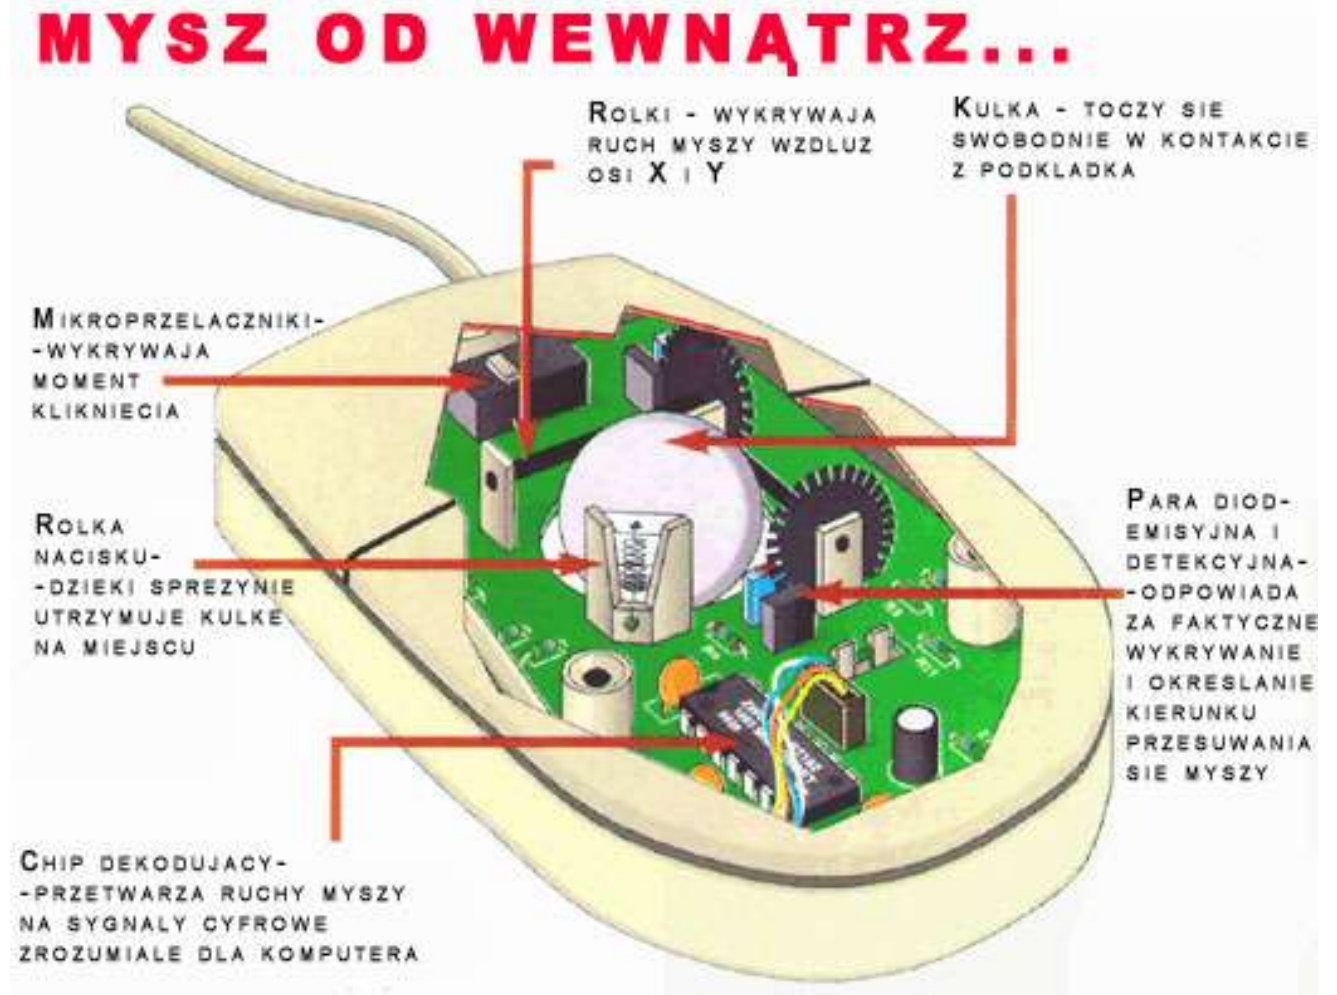 MYSZ OD WEWNĄTRZ...
ROLKI - WYKRYWAJA
RUCH MYSZY WZDLUZ
OSI X I Y
KULKA - TOCZY SIE
SWOBODNIE W KONTAKCIE
Z PODKLADKA
MIKROPRZELACZNIKI-
-WYKRYWAJA
MOMENT
KLIKNIECIA
ROLKA
NACISKU-
-DZIEKI SPREZYNIE
UTRZYMUJE KULKE
NA MIEJSCU
PARA DIOD-
EMISYJNA I
DETEKCYJNA-
-ODPOWIADA
ZA FAKTYCZNE
WYKRYWANIE
I OKRESLANIE
KIERUNKU
PRZESUWANIA
SIE MYSZY
CHIP DEKODUJACY-
-PRZETWARZA RUCHY MYSZY
NA SYGNALY CYFROWE
ZROZUMIALE DLA KOMPUTERA